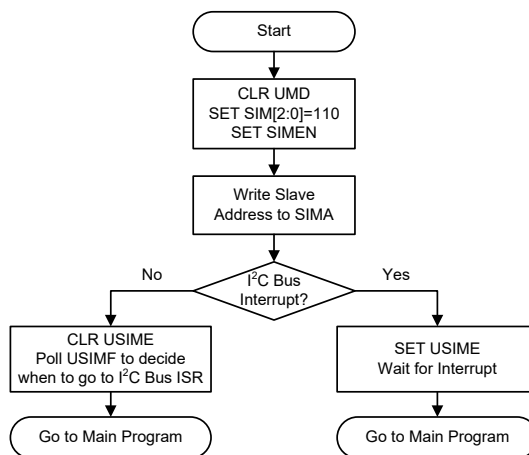 Start
CLR UMD
SET SIM[2:0]=110
SET SIMEN
Write Slave
Address to SIMA
I²C Bus
Interrupt?
No
Yes
CLR USIME
Poll USIMF to decide
when to go to I²C Bus ISR
SET USIME
Wait for Interrupt
Go to Main Program
Go to Main Program